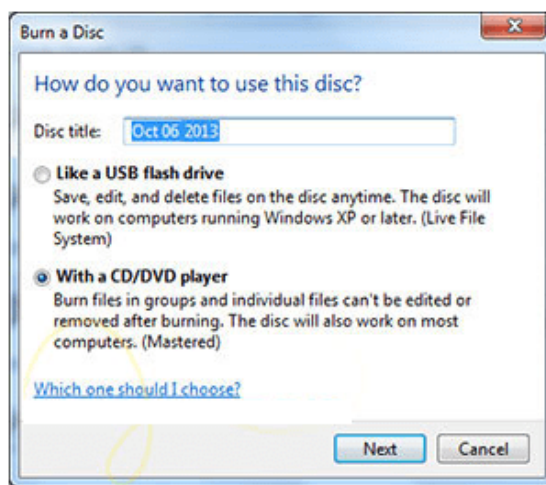 Burn a Disc
How do you want to use this disc?
Disc title: Oct 06 2013
Like a USB flash drive
Save, edit, and delete files on the disc anytime. The disc will
work on computers running Windows XP or later. (Live File
System)
With a CD/DVD player
Burn files in groups and individual files can't be edited or
removed after burning. The disc will also work on most
computers. (Mastered)
Which one should I choose?
Next Cancel